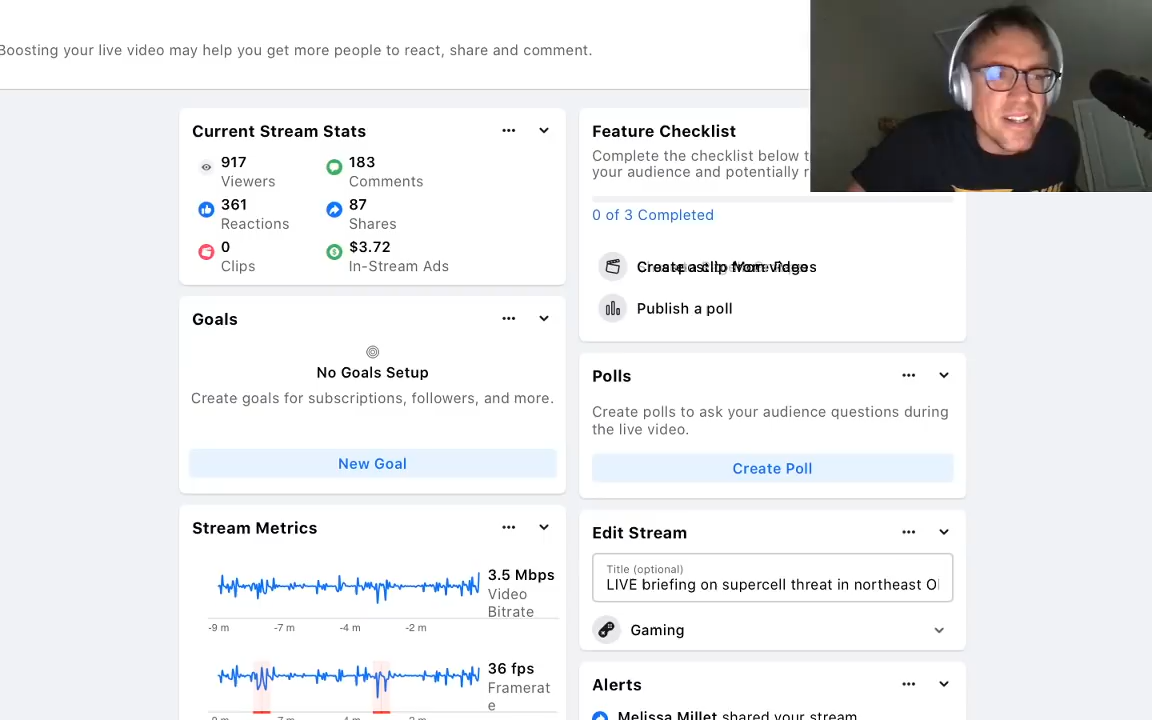 Boosting your live video may help you get more people to react, share and comment.
Current Stream Stats
917
Viewers
183
Comments
361
Reactions
87
Shares
0
Clips
$3.72
In-Stream Ads
Goals
No Goals Setup
Create goals for subscriptions, followers, and more.
New Goal
Stream Metrics
3.5 Mbps
Video
Bitrate
-9 m -7 m -4 m -2 m
36 fps
Framerat
e
Feature Checklist
Complete the checklist below t
your audience and potentially r
0 of 3 Completed
Publish a poll
Polls
Create polls to ask your audience questions during
the live video.
Create Poll
Edit Stream
Title (optional)
LIVE briefing on supercell threat in northeast O
Gaming
Alerts
Melissa Millet shared your stream